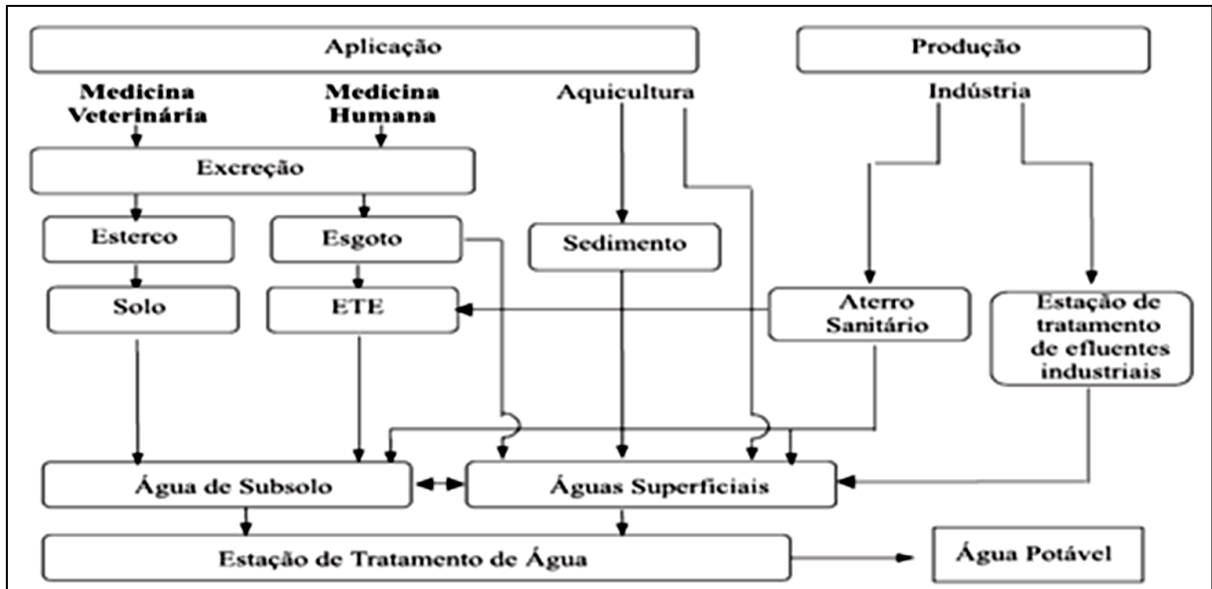 Aplicação
Produção
Medicina
Veterinária
Medicina
Humana
Aquicultura
Indústria
Excreção
Esterco
Esgoto
Sedimento
Solo
ETE
Aterro
Sanitário
Estação de
tratamento
de efluentes
industriais
Água de Subsolo
Águas Superficiais
Estação de Tratamento de Água
Água Potável